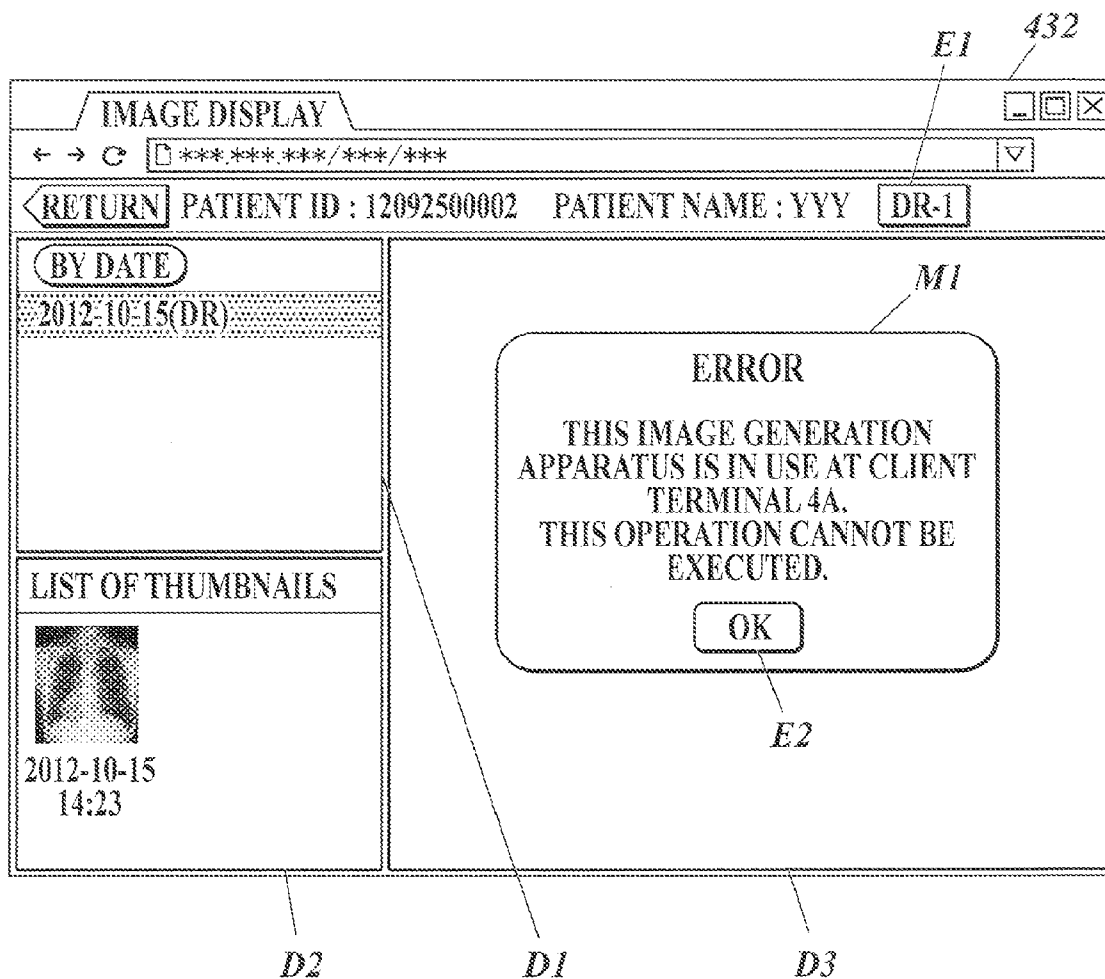 432
E1
IMAGE DISPLAY
***.***.***/***/***
RETURN PATIENT ID : 12092500002 PATIENT NAME : YYY DR-1
BY DATE
2012-10-15(DR)
M1
ERROR
THIS IMAGE GENERATION
APPARATUS IS IN USE AT CLIENT
TERMINAL 4A.
THIS OPERATION CANNOT BE
EXECUTED.
OK
E2
LIST OF THUMBNAILS
2012-10-15
14:23
D2
D1
D3